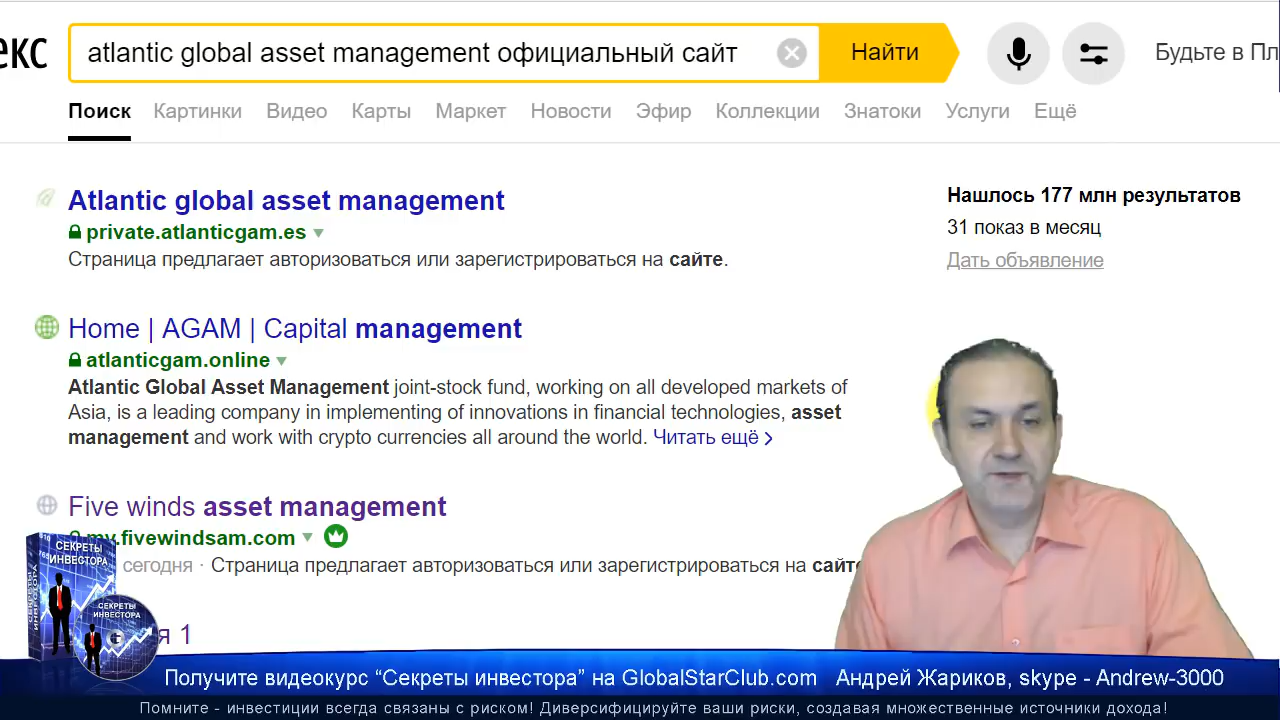 екс
atlantic global asset management официальный сайт
Найти
Будьте в Пл
Поиск Картинки Видео Карты Маркет Новости Эфир Коллекции Знатоки Услуги Ещё
Atlantic global asset management
private.atlanticgam.es
Страница предлагает авторизоваться или зарегистрироваться на сайте.
Нашлось 177 млн результатов
31 показ в месяц
Дать объявление
Home | AGAM | Capital management
atlanticgam.online
Atlantic Global Asset Management joint-stock fund, working on all developed markets of
Asia, is a leading company in implementing of innovations in financial technologies, asset
management and work with crypto currencies all around the world. Читать ещё
Five winds asset management
my.fivewindsam.com
сегодня · Страница предлагает авторизоваться или зарегистрироваться на сайте
я 1
СЕКРЕТЫ
ИНВЕСТОРА
СЕКРЕТЫ ИНВЕСТОРА
СЕКРЕТЫ
ИНВЕСТОРА
Получите видеокурс “Секреты инвестора” на GlobalStarClub.com Андрей Жариков, skype - Andrew-3000
Помните - инвестиции всегда связаны с риском! Диверсифицируйте ваши риски, создавая множественные источники дохода!